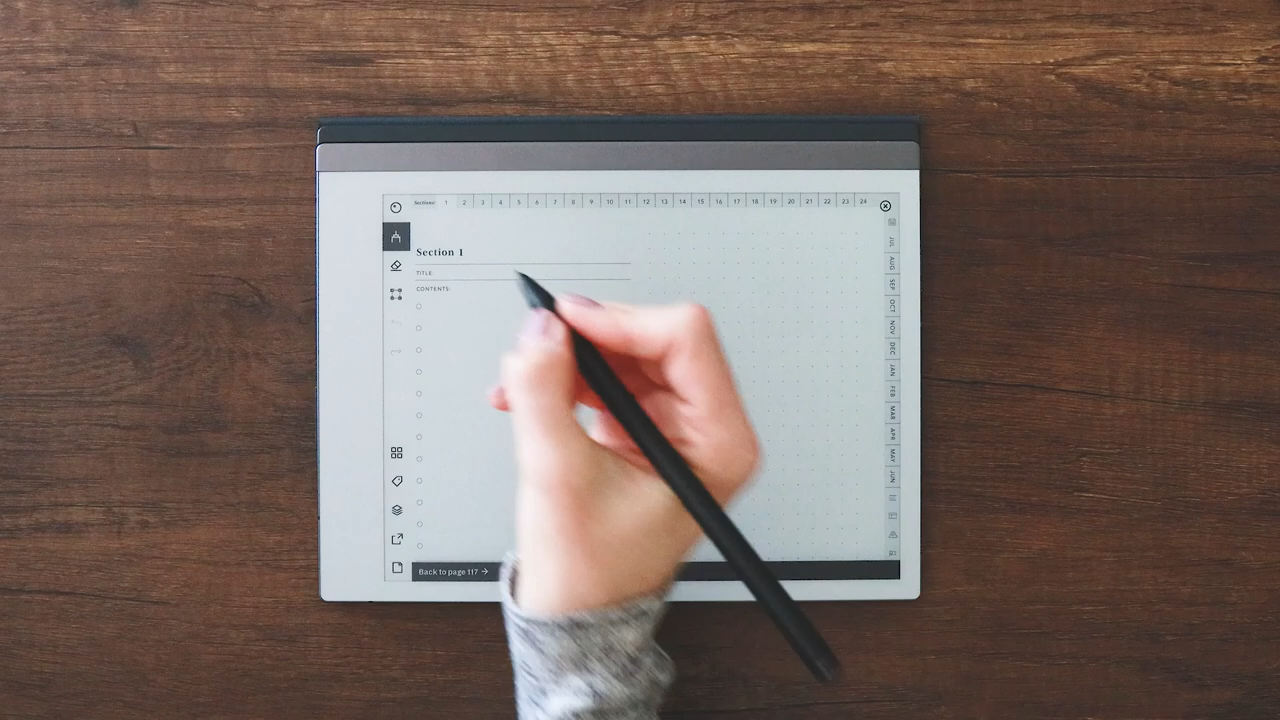 Sections: 1 2 3 4 5 6 7 8 9 10 11 12 13 14 15 16 17 18 19 20 21 22 23 24
Section 1
TITLE:
CONTENTS:
Back to page 117 →
JUL
AUG
SEP
OCT
NOV
DEC
JAN
FEB
MAR
APR
MAY
JUN